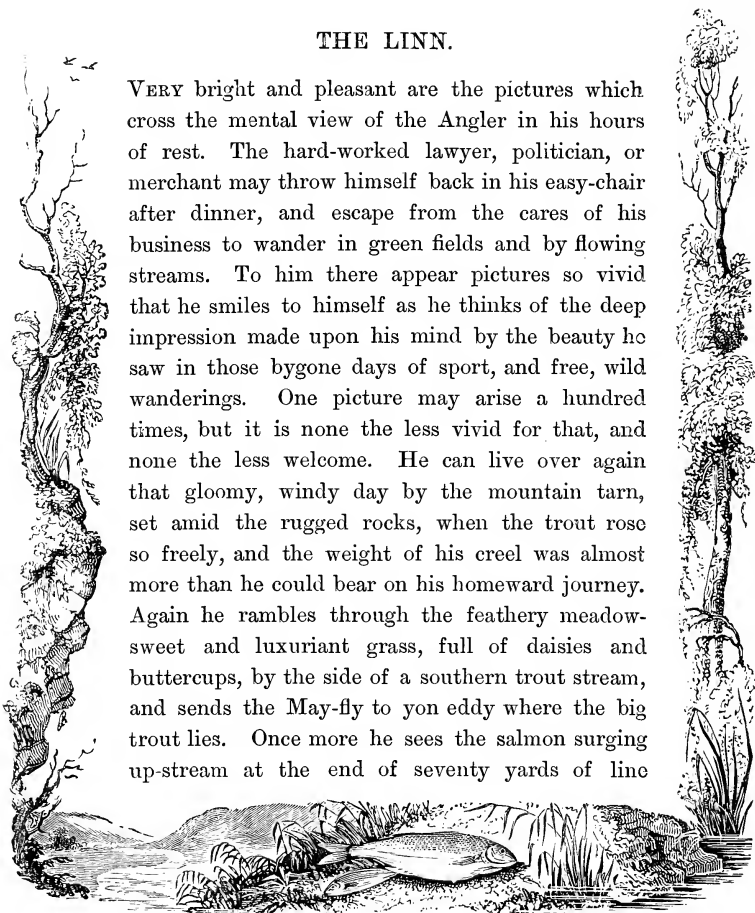 THE LINN.
VERY bright and pleasant are the pictures which
cross the mental view of the Angler in his hours
of rest. The hard-worked lawyer, politician, or
merchant may throw himself back in his easy-chair
after dinner, and escape from the cares of his
business to wander in green fields and by flowing
streams. To him there appear pictures so vivid
that he smiles to himself as he thinks of the deep
impression made upon his mind by the beauty he
saw in those bygone days of sport, and free, wild
wanderings. One picture may arise a hundred
times, but it is none the less vivid for that, and
none the less welcome. He can live over again
that gloomy, windy day by the mountain tarn,
set amid the rugged rocks, when the trout rose
so freely, and the weight of his creel was almost
more than he could bear on his homeward journey.
Again he rambles through the feathery meadow-
sweet and luxuriant grass, full of daisies and
buttercups, by the side of a southern trout stream,
and sends the May-fly to yon eddy where the big
trout lies. Once more he sees the salmon surging
up-stream at the end of seventy yards of line